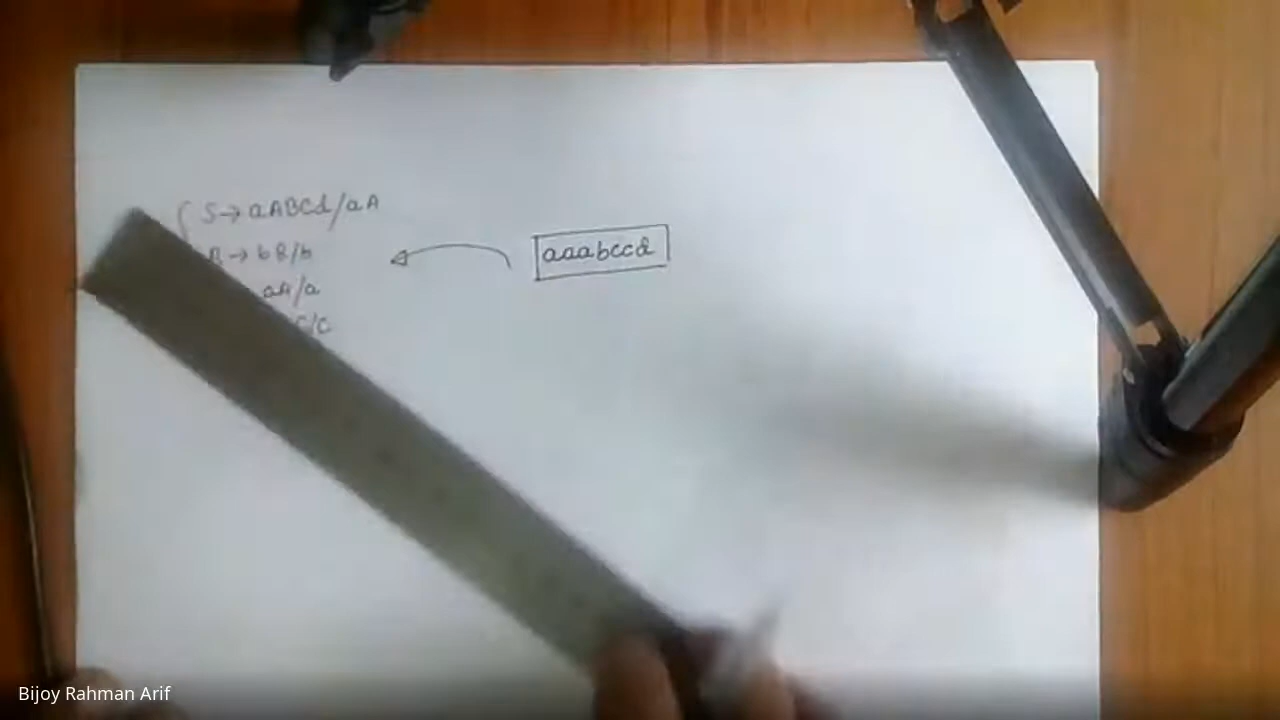 S→ aABCd/aA
→ bB/b
aaabccd
aA/a
C/c
Bijoy Rahman Arif